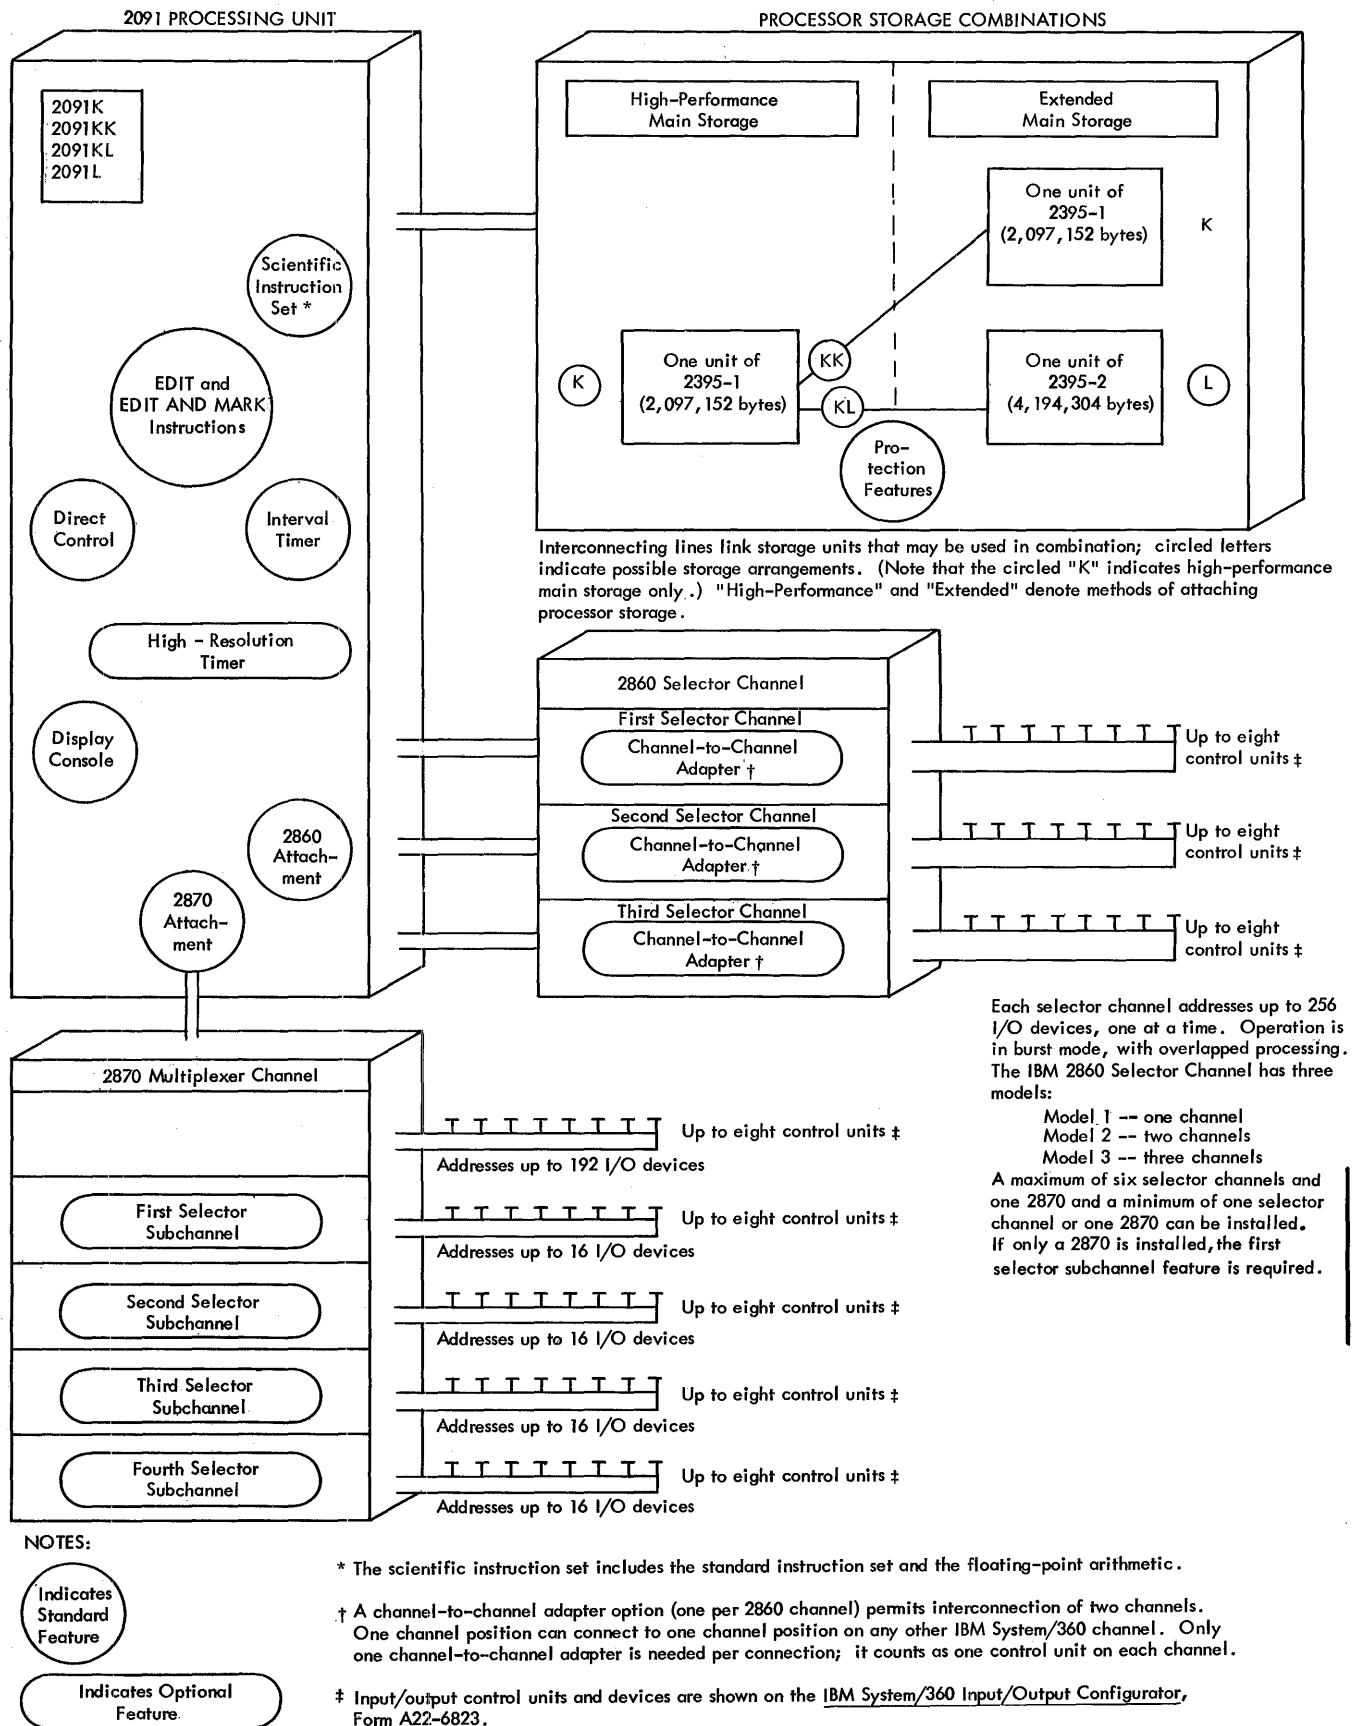 2091 PROCESSING UNIT
PROCESSOR STORAGE COMBINATIONS
2091K
2091KK
2091KL
2091L
Scientific
Instruction
Set *
EDIT and
EDIT AND MARK
Instructions
Direct
Control
Interval
Timer
High - Resolution
Timer
Display
Console
2860
Attach-
ment
2870
Attach-
ment
High-Performance
Main Storage
Extended
Main Storage
One unit of
2395-1
(2,097,152 bytes)
K
KK
K
One unit of
2395-1
(2,097,152 bytes)
KL
One unit of
2395-2
(4,194,304 bytes)
L
Pro-
tection
Features
Interconnecting lines link storage units that may be used in combination; circled letters
indicate possible storage arrangements. (Note that the circled "K" indicates high-performance
main storage only.) "High-Performance" and "Extended" denote methods of attaching
processor storage.
2860 Selector Channel
First Selector Channel
Channel-to-Channel
Adapter †
Up to eight
control units ‡
Second Selector Channel
Channel-to-Channel
Adapter †
Up to eight
control units ‡
Third Selector Channel
Channel-to-Channel
Adapter †
Up to eight
control units ‡
Each selector channel addresses up to 256
I/O devices, one at a time. Operation is
in burst mode, with overlapped processing.
The IBM 2860 Selector Channel has three
models:
Model 1 -- one channel
Model 2 -- two channels
Model 3 -- three channels
A maximum of six selector channels and
one 2870 and a minimum of one selector
channel or one 2870 can be installed.
If only a 2870 is installed, the first
selector subchannel feature is required.
2870 Multiplexer Channel
Up to eight control units ‡
Addresses up to 192 I/O devices
First Selector
Subchannel
Up to eight control units ‡
Addresses up to 16 I/O devices
Second Selector
Subchannel
Up to eight control units ‡
Addresses up to 16 I/O devices
Third Selector
Subchannel
Up to eight control units ‡
Addresses up to 16 I/O devices
Fourth Selector
Subchannel
Up to eight control units ‡
Addresses up to 16 I/O devices
NOTES:
Indicates
Standard
Feature
Indicates Optional
Feature
* The scientific instruction set includes the standard instruction set and the floating-point arithmetic.
† A channel-to-channel adapter option (one per 2860 channel) permits interconnection of two channels.
One channel position can connect to one channel position on any other IBM System/360 channel. Only
one channel-to-channel adapter is needed per connection; it counts as one control unit on each channel.
‡ Input/output control units and devices are shown on the IBM System/360 Input/Output Configurator,
Form A22-6823.